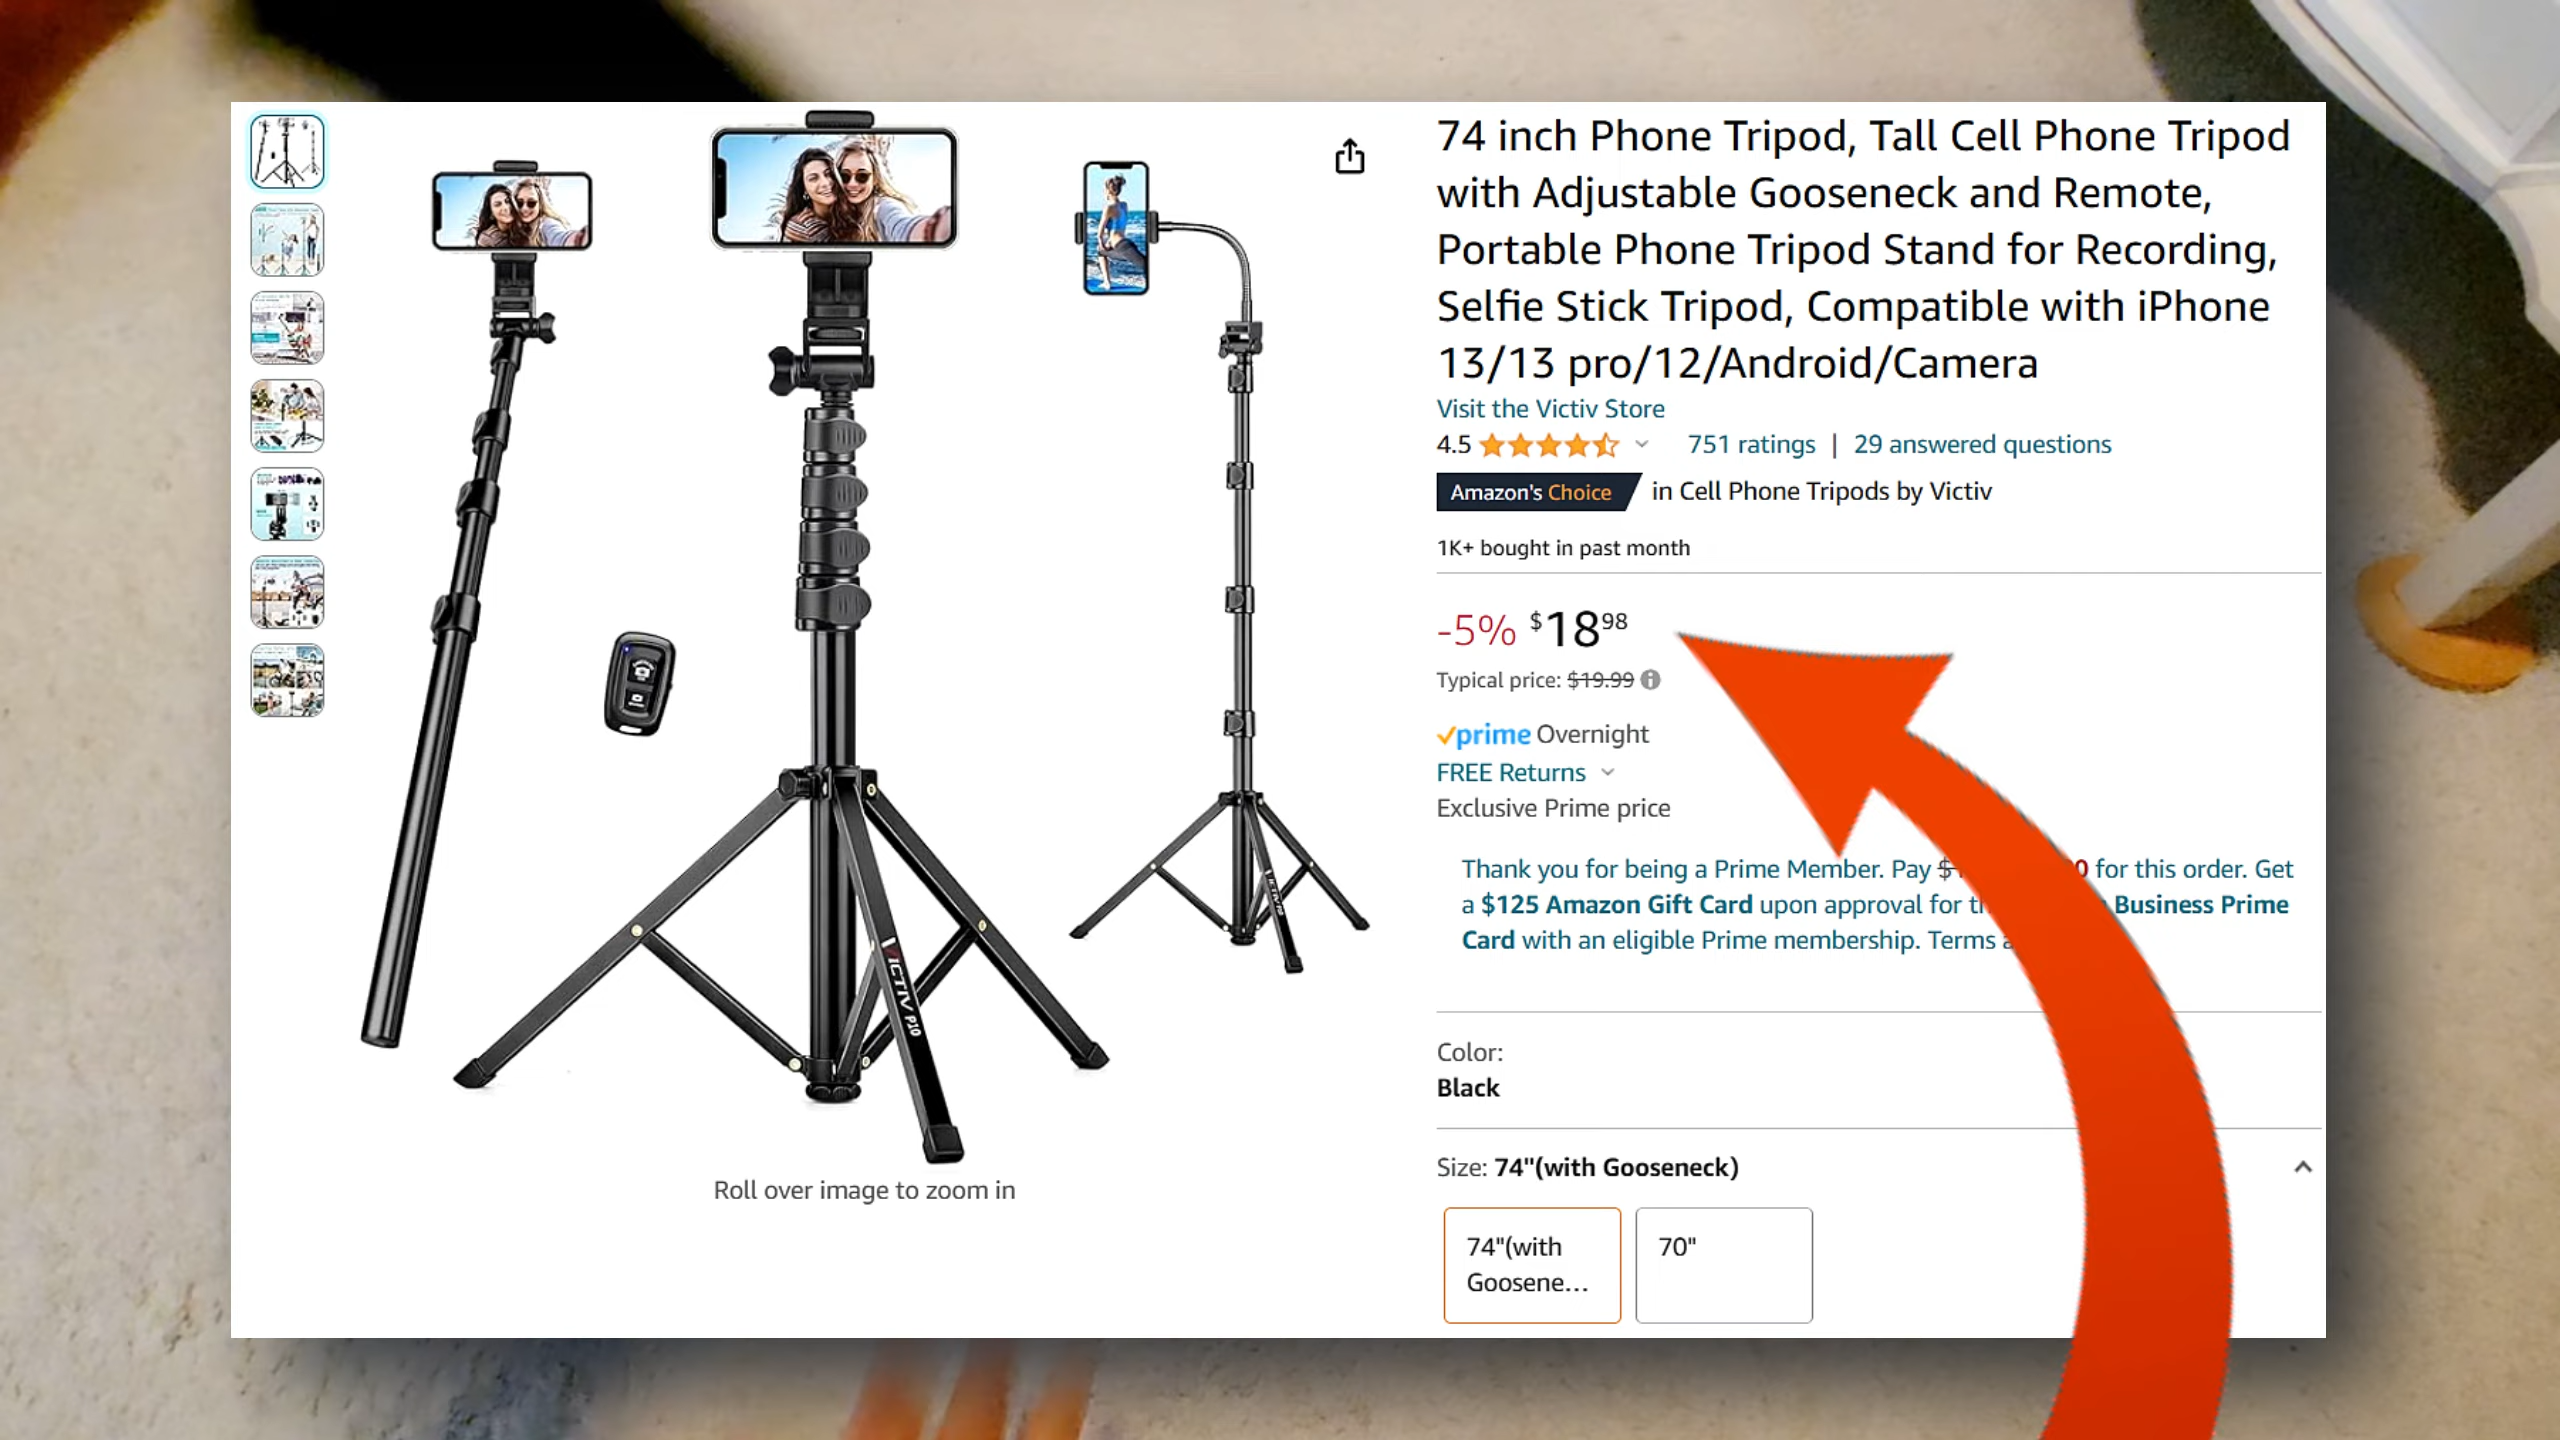 74 inch Phone Tripod, Tall Cell Phone Tripod
with Adjustable Gooseneck and Remote,
Portable Phone Tripod Stand for Recording,
Selfie Stick Tripod, Compatible with iPhone
13/13 pro/12/Android/Camera
Visit the Victiv Store
4.5 751 ratings | 29 answered questions
Amazon's Choice in Cell Phone Tripods by Victiv
1K+ bought in past month
-5% $18.98
Typical price: $19.99
prime Overnight
FREE Returns
Exclusive Prime price
Thank you for being a Prime Member. Pay for this order. Get
a $125 Amazon Gift Card upon approval for Business Prime
Card with an eligible Prime membership. Terms
Color:
Black
Size: 74"(with Gooseneck)
74"(with
Goosene...
70"
VICTIV P10
Roll over image to zoom in